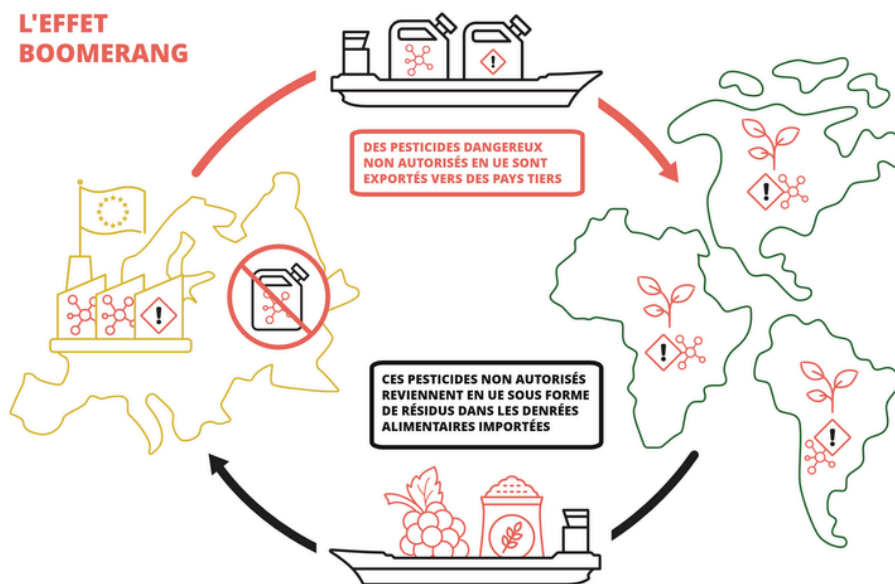 L'EFFET
BOOMERANG
DES PESTICIDES DANGEREUX
NON AUTORISÉS EN UE SONT
EXPORTÉS VERS DES PAYS TIERS
CES PESTICIDES NON AUTORISÉS
REVIENNENT EN UE SOUS FORME
DE RÉSIDUS DANS LES DENRÉES
ALIMENTAIRES IMPORTÉES